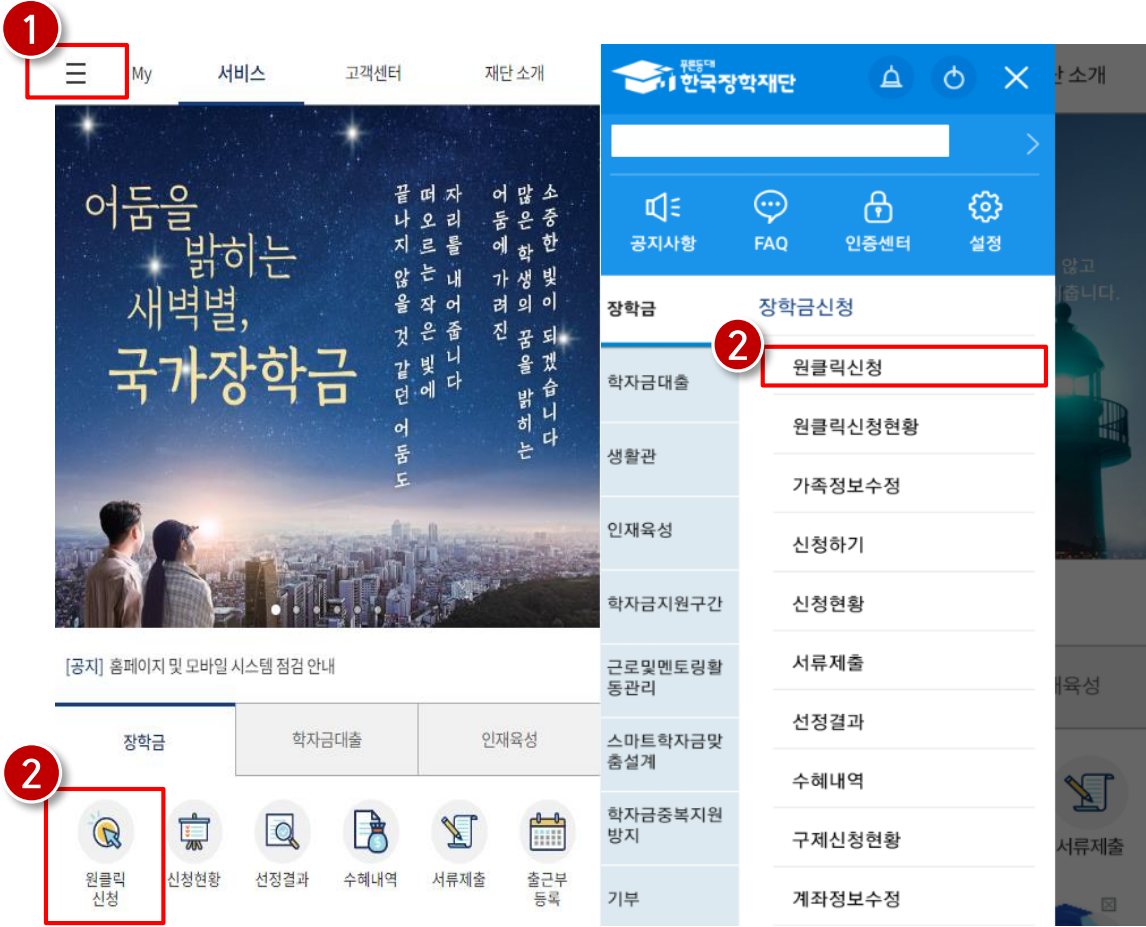 1
My
서비스
고객센터
재단 소개
어둠을
밝히는
새벽별,
국가장학금
소중한 빛이 되겠습니다
많은 학생의 꿈을 밝히는
어둠에 가려진
자리를 내어줍니다
떠오르는 작은 빛에
끝나지 않을 것 같던 어둠도
[공지] 홈페이지 및 모바일 시스템 점검 안내
장학금
학자금대출
인재육성
2
원클릭
신청
신청현황
선정결과
수혜내역
서류제출
출근부
등록
푸른등대
한국장학재단
공지사항
FAQ
인증센터
설정
장학금
학자금대출
생활관
인재육성
학자금지원구간
근로및멘토링활
동관리
스마트학자금맞
춤설계
학자금중복지원
방지
기부
장학금신청
2
원클릭신청
원클릭신청현황
가족정보수정
신청하기
신청현황
서류제출
선정결과
수혜내역
구제신청현황
계좌정보수정
소개
않고
춥니다.
육성
서류제출